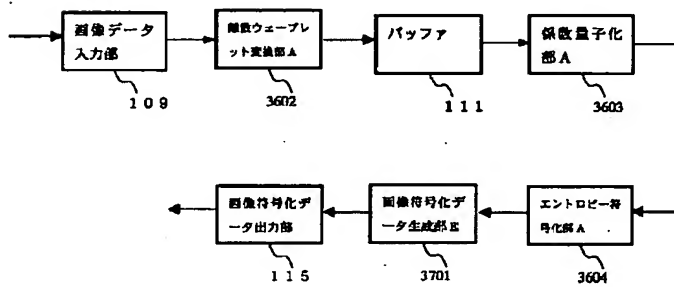 画像データ
入力部
離散ウェーブレ
ット変換部A
バッファ
係数量子化
部A
109
3602
111
3603
画像符号化デ
ータ出力部
画像符号化デ
ータ生成部E
エントロピー符
号化部A
115
3701
3604